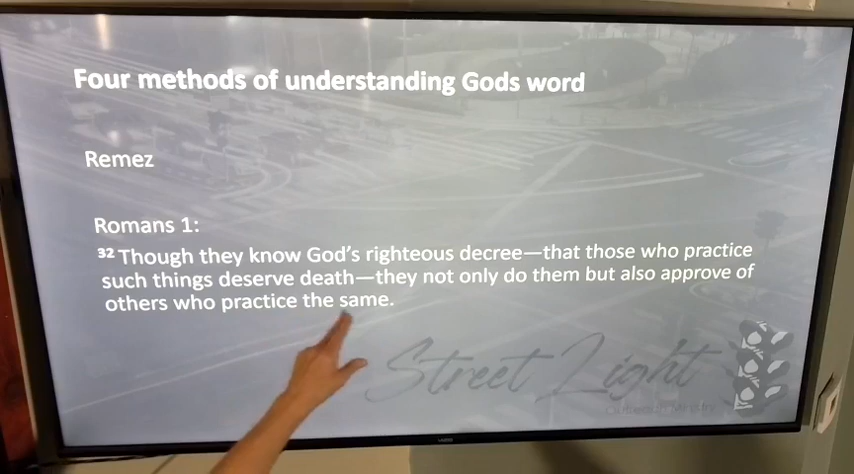 Four methods of understanding Gods word
Remez
Romans 1:
³² Though they know God's righteous decree—that those who practice
such things deserve death—they not only do them but also approve of
others who practice the same.
Street Light